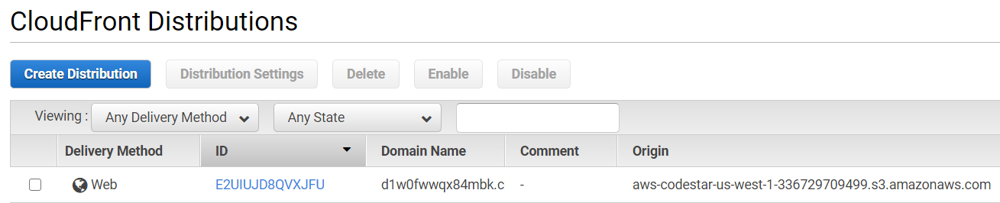 CloudFront Distributions
Create Distribution Distribution Settings Delete Enable Disable
Viewing : Any Delivery Method Any State
Delivery Method ID Domain Name Comment Origin
Web E2UIUJD8QVXJFU d1w0fwwqx84mbk.c - aws-codestar-us-west-1-336729709499.s3.amazonaws.com